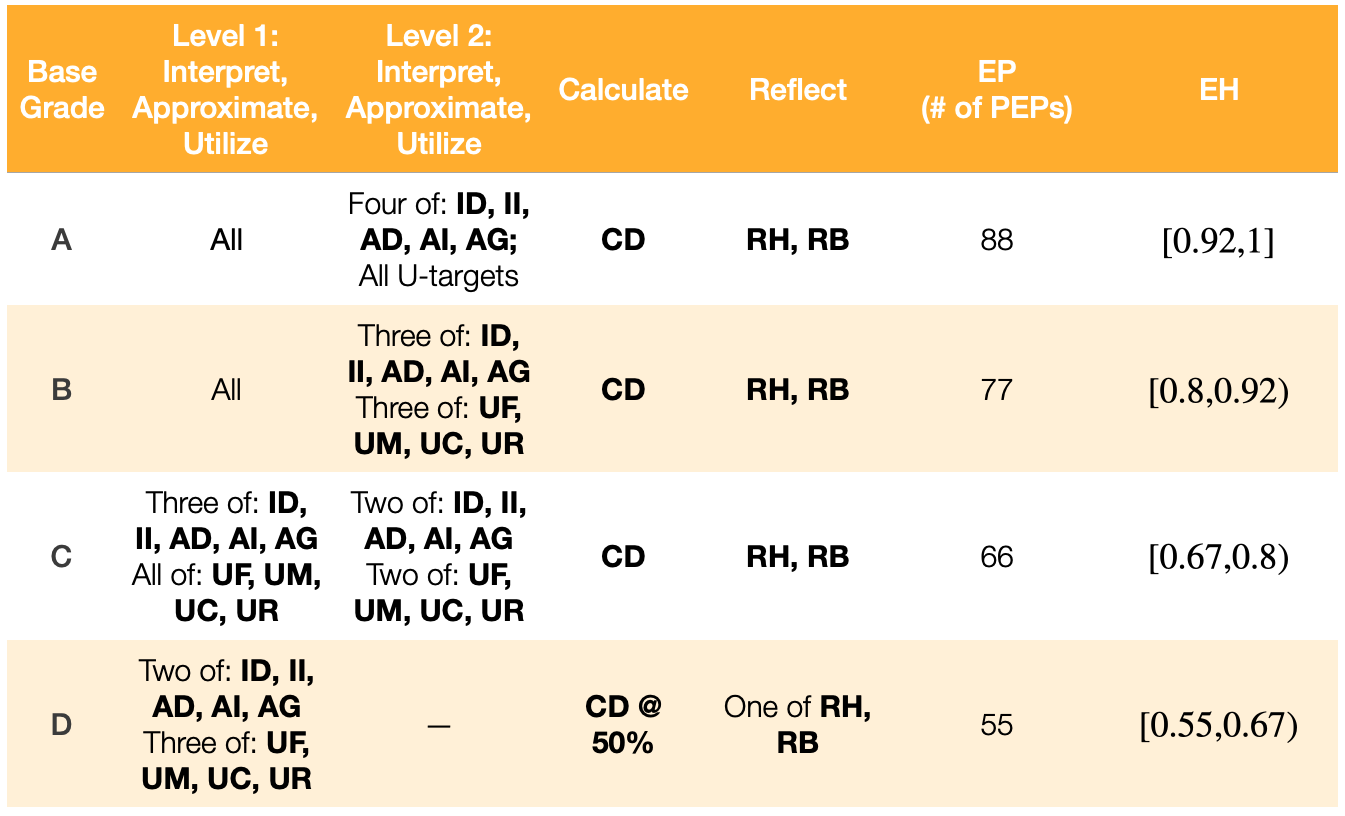 Base Grade
Level 1: Interpret, Approximate, Utilize
Level 2: Interpret, Approximate, Utilize
Calculate
Reflect
EP (# of PEPs)
EH
A
All
Four of: ID, II,
AD, AI, AG;
All U-targets
CD
RH, RB
88
[0.92,1]
B
All
Three of: ID,
II, AD, AI, AG
Three of: UF,
UM, UC, UR
CD
RH, RB
77
[0.8,0.92)
C
Three of: ID,
II, AD, AI, AG
All of: UF, UM,
UC, UR
Two of: ID, II,
AD, AI, AG
Two of: UF,
UM, UC, UR
CD
RH, RB
66
[0.67,0.8)
D
Two of: ID, II,
AD, AI, AG
Three of: UF,
UM, UC, UR
—
CD @
50%
One of RH,
RB
55
[0.55,0.67)